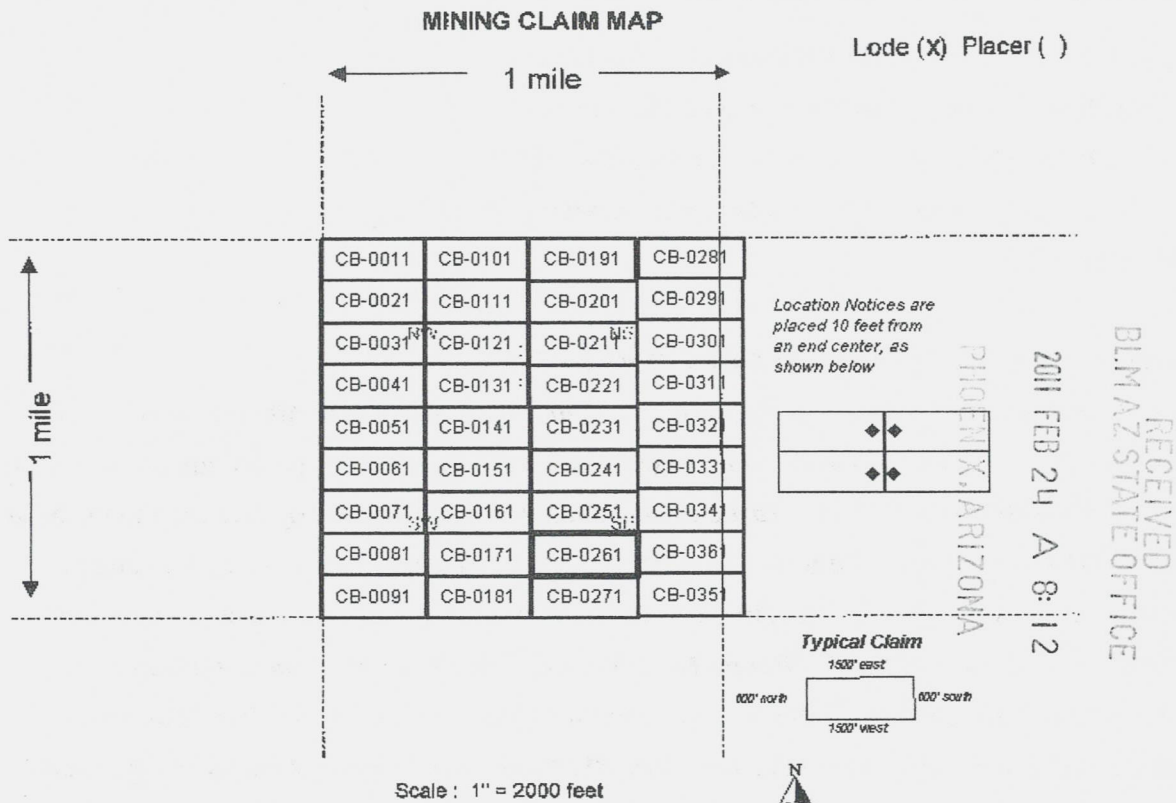 MINING CLAIM MAP
Lode (x) Placer ( )
1 mile
1 mile
CB-0011 CB-0101 CB-0191 CB-0281
CB-0021 CB-0111 CB-0201 CB-0291
CB-0031 NW CB-0121 CB-0211 NE CB-0301
CB-0041 CB-0131 CB-0221 CB-0311
CB-0051 CB-0141 CB-0231 CB-0321
CB-0061 CB-0151 CB-0241 CB-0331
CB-0071 SW CB-0161 CB-0251 SE CB-0341
CB-0081 CB-0171 CB-0261 CB-0361
CB-0091 CB-0181 CB-0271 CB-0351
Location Notices are
placed 10 feet from
an end center, as
shown below
RECEIVED
BLM AZ STATE OFFICE
2011 FEB 24 A 8:12
PHOENIX, ARIZONA
Typical Claim
1500' east
600' north
600' south
1500' west
N
Scale : 1" = 2000 feet